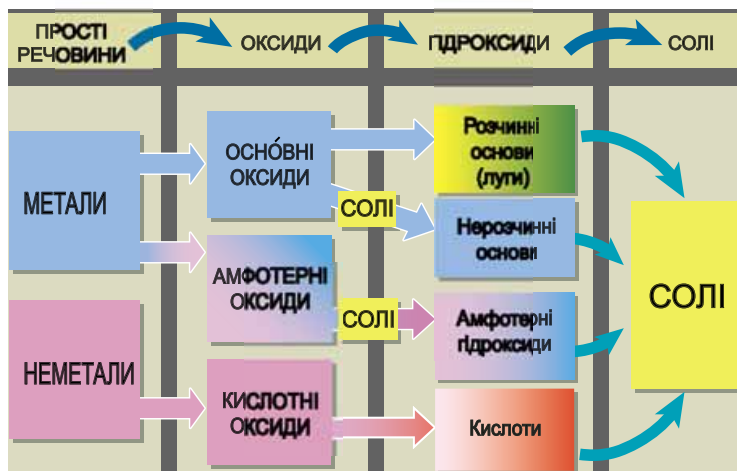 ПРОСТІ
РЕЧОВИНИ
ОКСИДИ
ГІДРОКСИДИ
СОЛІ
МЕТАЛИ
НЕМЕТАЛИ
ОСНО́ВНІ
ОКСИДИ
СОЛІ
АМФОТЕРНІ
ОКСИДИ
СОЛІ
КИСЛОТНІ
ОКСИДИ
Розчинні
основи
(луги)
Нерозчинні
основи
Амфотерні
гідроксиди
Кислоти
СОЛІ